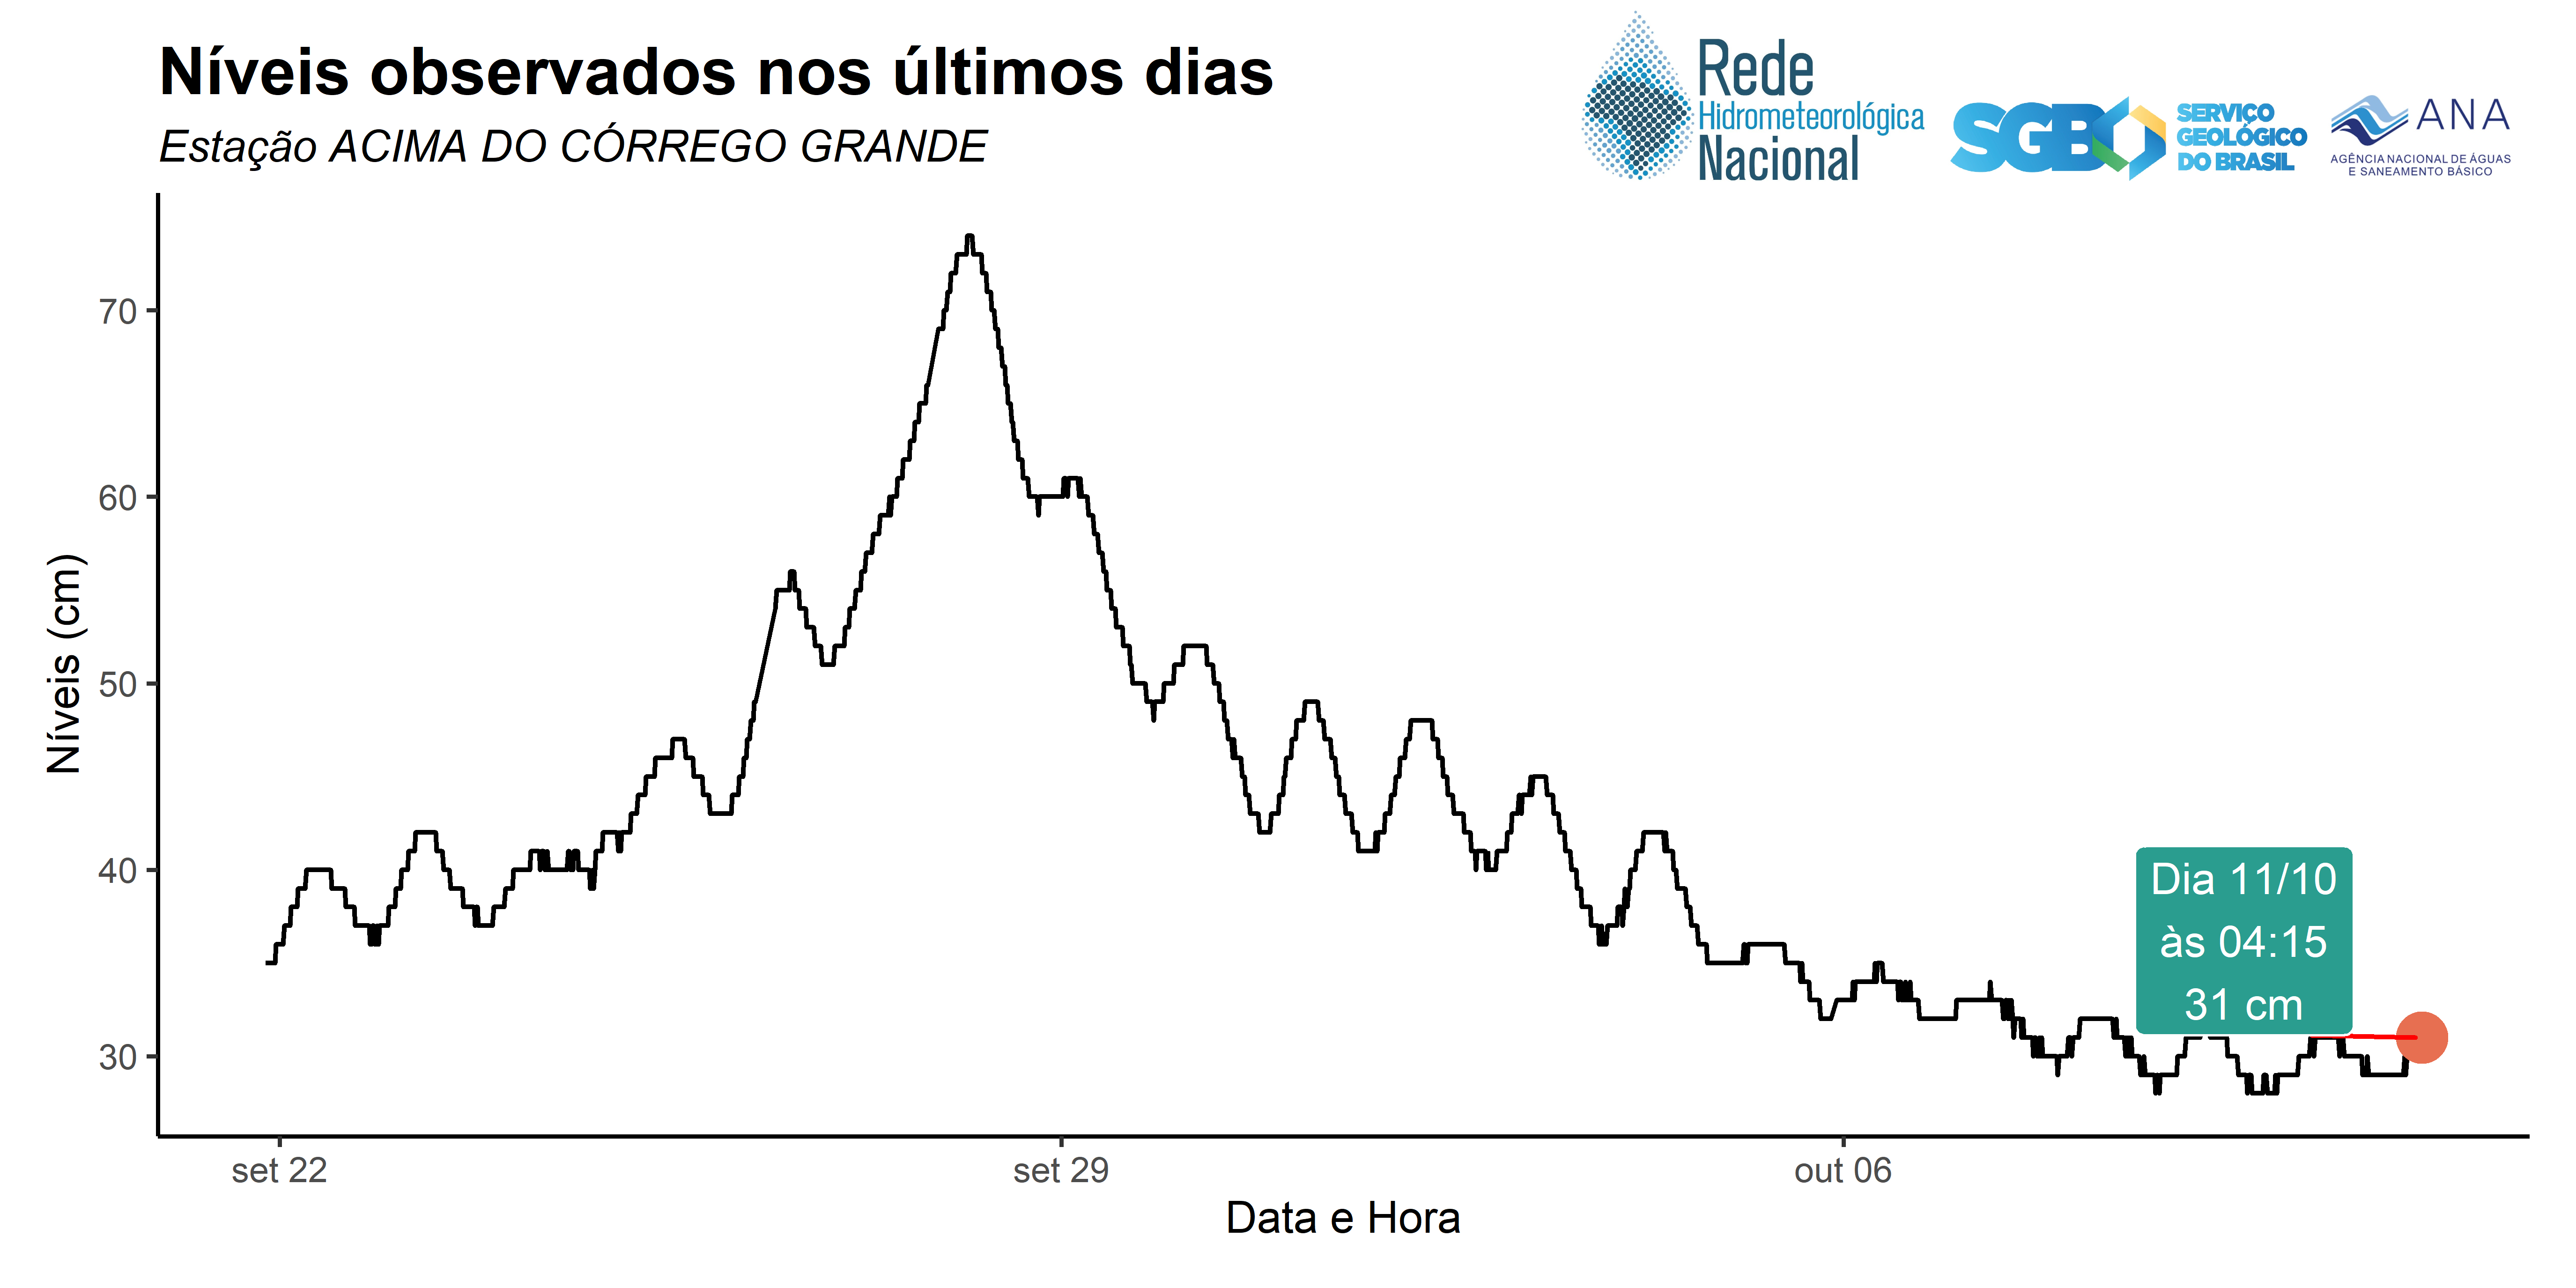 Níveis observados nos últimos dias
Estação ACIMA DO CÓRREGO GRANDE
Rede
Hidrometeorológica
Nacional
SGB
SERVIÇO
GEOLÓGICO
DO BRASIL
ANA
AGÊNCIA NACIONAL DE ÁGUAS
E SANEAMENTO BÁSICO
Níveis (cm)
70
60
50
40
30
Dia 11/10
às 04:15
31 cm
set 22
set 29
out 06
Data e Hora